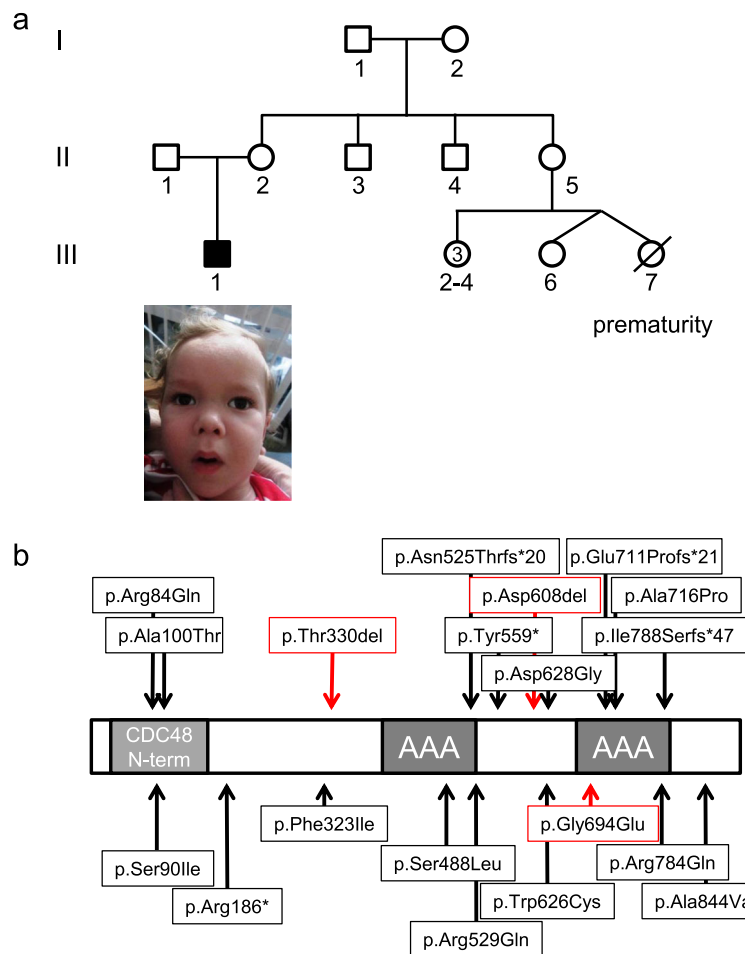 a
I
1 2
II
1 2 3 4 5
III
3
1 2-4 6 7
prematurity
b
p.Asn525Thrfs*20 p.Glu711Profs*21
p.Arg84Gln p.Asp608del p.Ala716Pro
p.Ala100Thr p.Thr330del p.Tyr559* p.Ile788Serfs*47
p.Asp628Gly
CDC48
N-term
AAA AAA
p.Phe323Ile p.Gly694Glu
p.Ser90Ile p.Ser488Leu p.Arg784Gln
p.Arg186* p.Trp626Cys p.Ala844Va
p.Arg529Gln